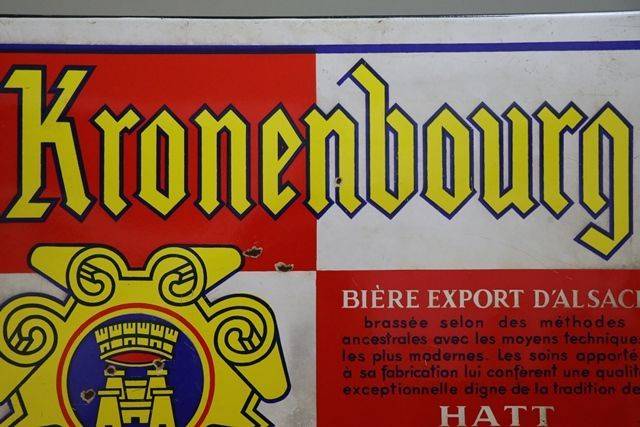 Kronenbourg
BIÈRE EXPORT D'ALSAC
brassée selon des méthodes
ancestrales avec les moyens technique
les plus modernes. Les soins apporté
à sa fabrication lui confèrent une qualit
exceptionnelle digne de la tradition de
HATT